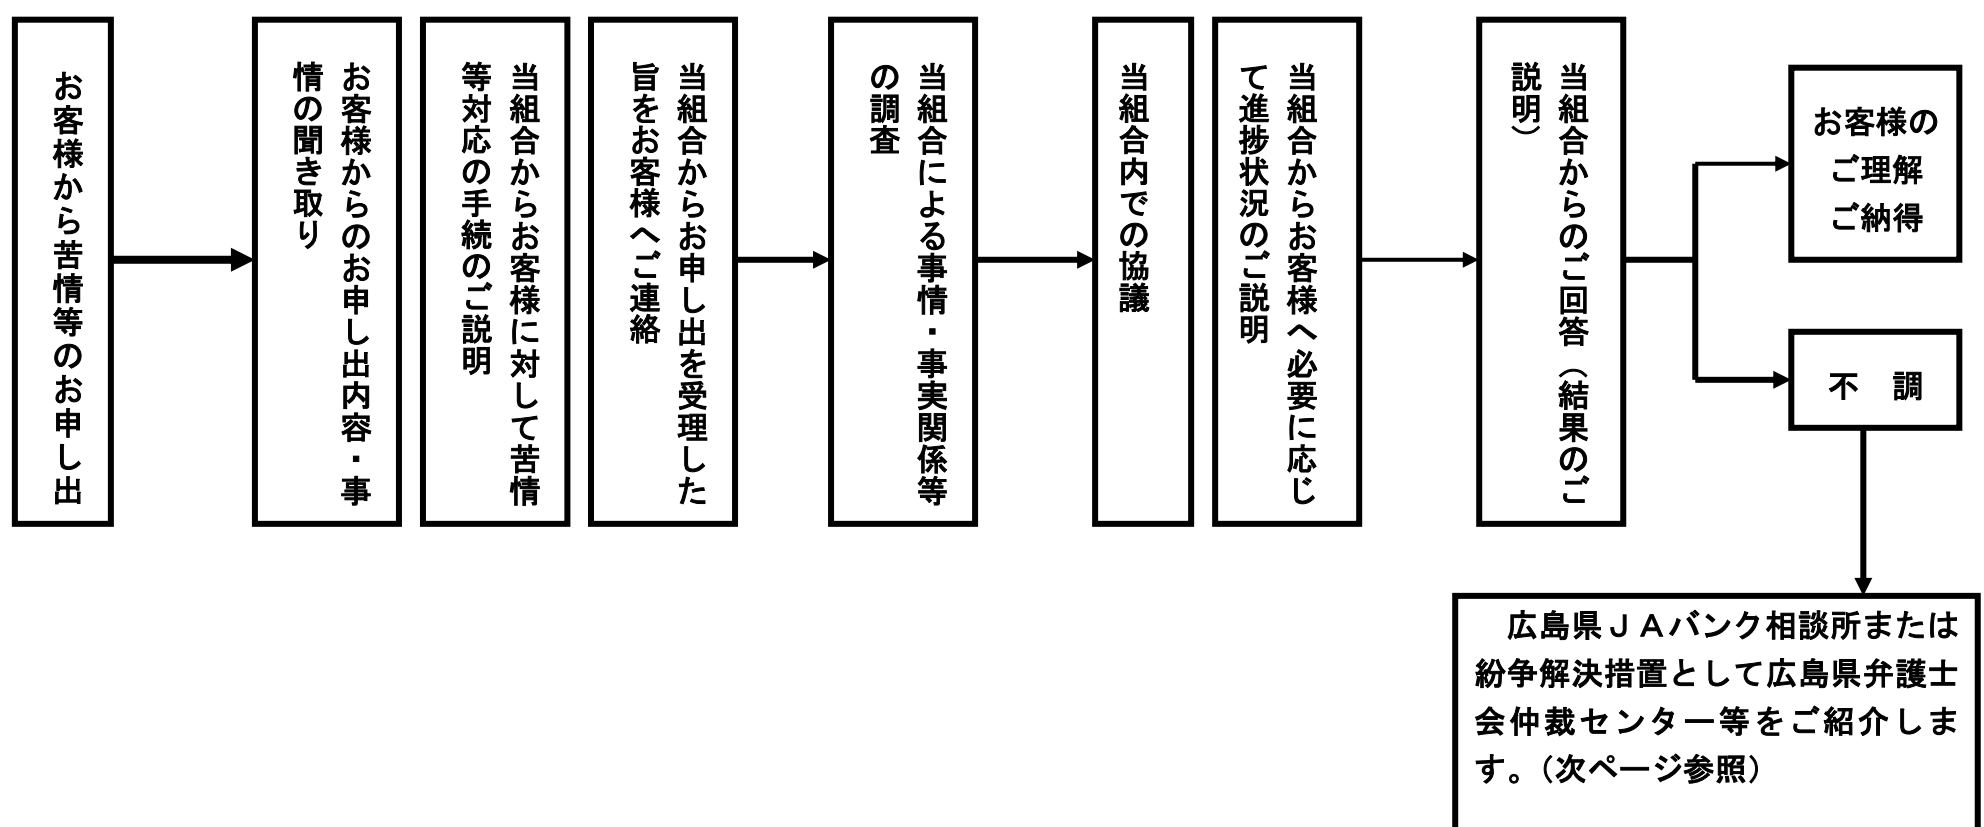 お客様から苦情等のお申し出
お客様からのお申し出内容・事
情の聞き取り
当組合からお客様に対して苦情
等対応の手続のご説明
当組合からお申し出を受理した
旨をお客様へご連絡
当組合による事情・事実関係等
の調査
当組合内での協議
当組合からお客様へ必要に応じ
て進捗状況のご説明
当組合からのご回答（結果のご
説明）
お客様の
ご理解
ご納得
不　調
広島県ＪＡバンク相談所または
紛争解決措置として広島県弁護士
会仲裁センター等をご紹介しま
す。（次ページ参照）